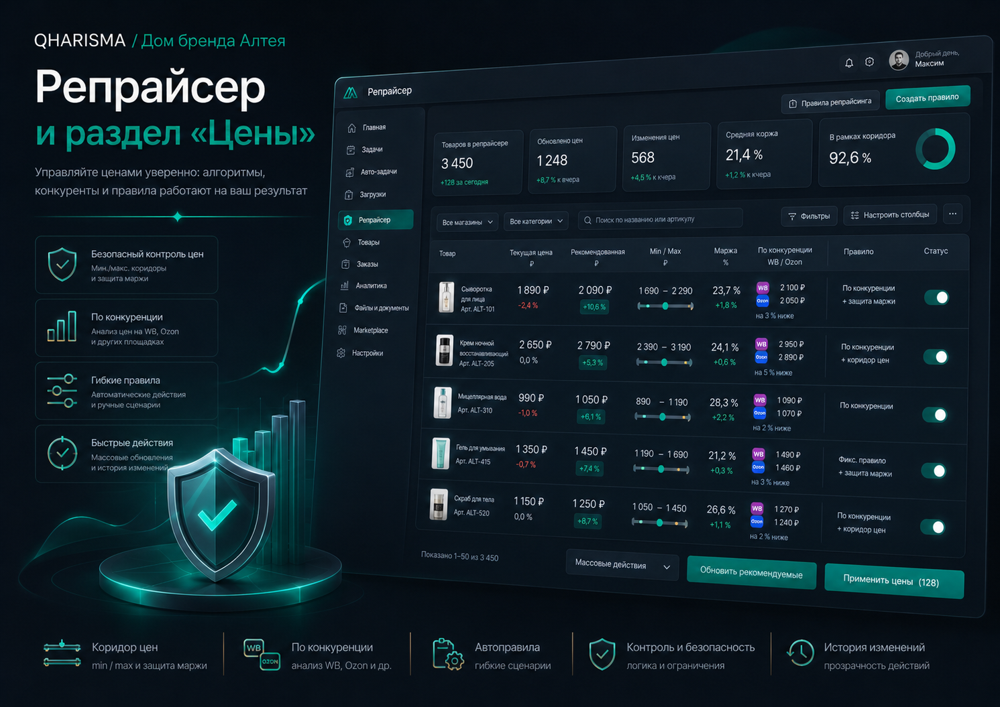 QHARISMA / Дом бренда Алтея
Репрайсер
и раздел «Цены»
Управляйте ценами уверенно: алгоритмы,
конкуренты и правила работают на ваш результат
Безопасный контроль цен
Мин./макс. коридоры
и защита маржи
По конкуренции
Анализ цен на WB, Ozon
и других площадках
Гибкие правила
Автоматические действия
и ручные сценарии
Быстрые действия
Массовые обновления
и история изменений
Репрайсер
Добрый день,
Максим
Правила репрайсинга
Создать правило
Главная
Задачи
Авто-задачи
Загрузки
Репрайсер
Товары
Заказы
Аналитика
Файлы и документы
Marketplace
Настройки
Товаров в репрайсере
3 450
+128 за сегодня
Обновлено цен
1 248
+8,7 % к вчера
Изменения цен
568
+4,5 % к кчера
Средняя коржа
21,4 %
+1,2 % к кчера
В рамках коридора
92,6 %
Все магазины
Все категории
Поиск по названию или артикулу
Фильтры
Настроить столбцы
Товар
Текущая цена
₽
Рекомендованная
₽
Min / Max
₽
Маржа
%
По конкуренции
WB / Ozon
Правило
Статус
Сыворотка
для лица
Арт. ALT-101
1 890 ₽
-2,4 %
2 090 ₽
+10,6 %
1 690 – 2 290
23,7 %
+1,8 %
WB 2 100 ₽
Ozon 2 050 ₽
на 3 % ниже
По конкуренции
+ защита маржи
Крем ночной
восстанавливающий
Арт. ALT-205
2 650 ₽
0,0 %
2 790 ₽
+5,3 %
2 390 – 3 190
24,1 %
+0,6 %
WB 2 950 ₽
Ozon 2 890 ₽
на 5 % ниже
По конкуренции
+ коридор цен
Мицеллярная вода
Арт. ALT-310
990 ₽
-1,0 %
1 050 ₽
+6,1 %
890 – 1 190
28,3 %
+2,2 %
WB 1 090 ₽
Ozon 1 070 ₽
на 2 % ниже
По конкуренции
Гель для умывания
Арт. ALT-415
1 350 ₽
-0,7 %
1 450 ₽
+7,4 %
1 190 – 1 690
21,2 %
+0,3 %
WB 1 490 ₽
Ozon 1 460 ₽
на 3 % ниже
Фикс. правило
+ защита маржи
Скраб для тела
Арт. ALT-520
1 150 ₽
0,0 %
1 250 ₽
+8,7 %
1 050 – 1 450
26,6 %
+1,1 %
WB 1 270 ₽
Ozon 1 240 ₽
на 2 % ниже
По конкуренции
+ коридор цен
Показано 1–50 из 3 450
Массовые действия
Обновить рекомендуемые
Применить цены (128)
Коридор цен
min / max и защита маржи
WB
OZON
По конкуренции
анализ WB, Ozon и др.
Автоправила
гибкие сценарии
Контроль и безопасность
логика и ограничения
История изменений
прозрачность действий